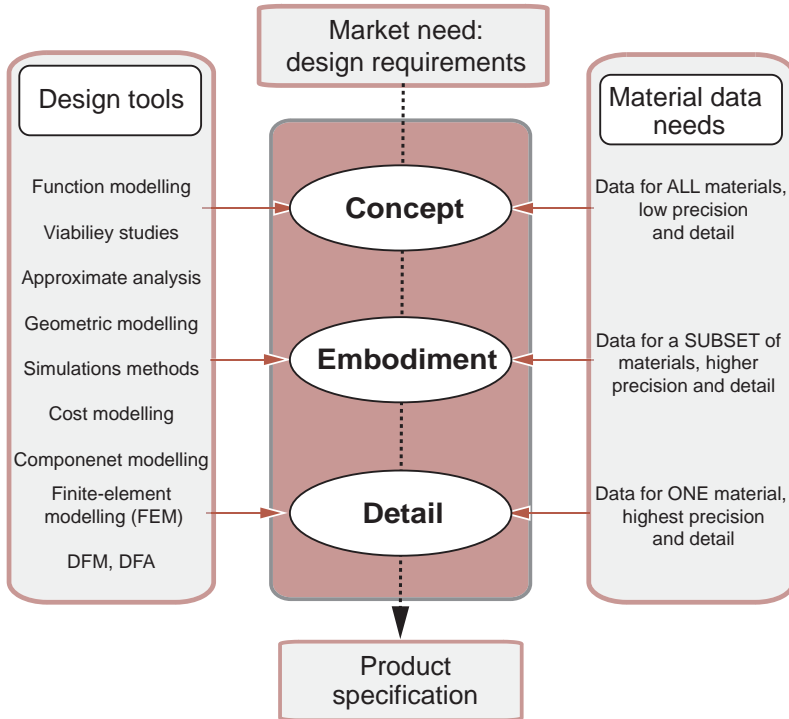 Market need:
design requirements
Design tools
Function modelling
Viabiliey studies
Approximate analysis
Geometric modelling
Simulations methods
Cost modelling
Componenet modelling
Finite-element
modelling (FEM)
DFM, DFA
Concept
Embodiment
Detail
Material data
needs
Data for ALL materials,
low precision
and detail
Data for a SUBSET of
materials, higher
precision and detail
Data for ONE material,
highest precision
and detail
Product
specification